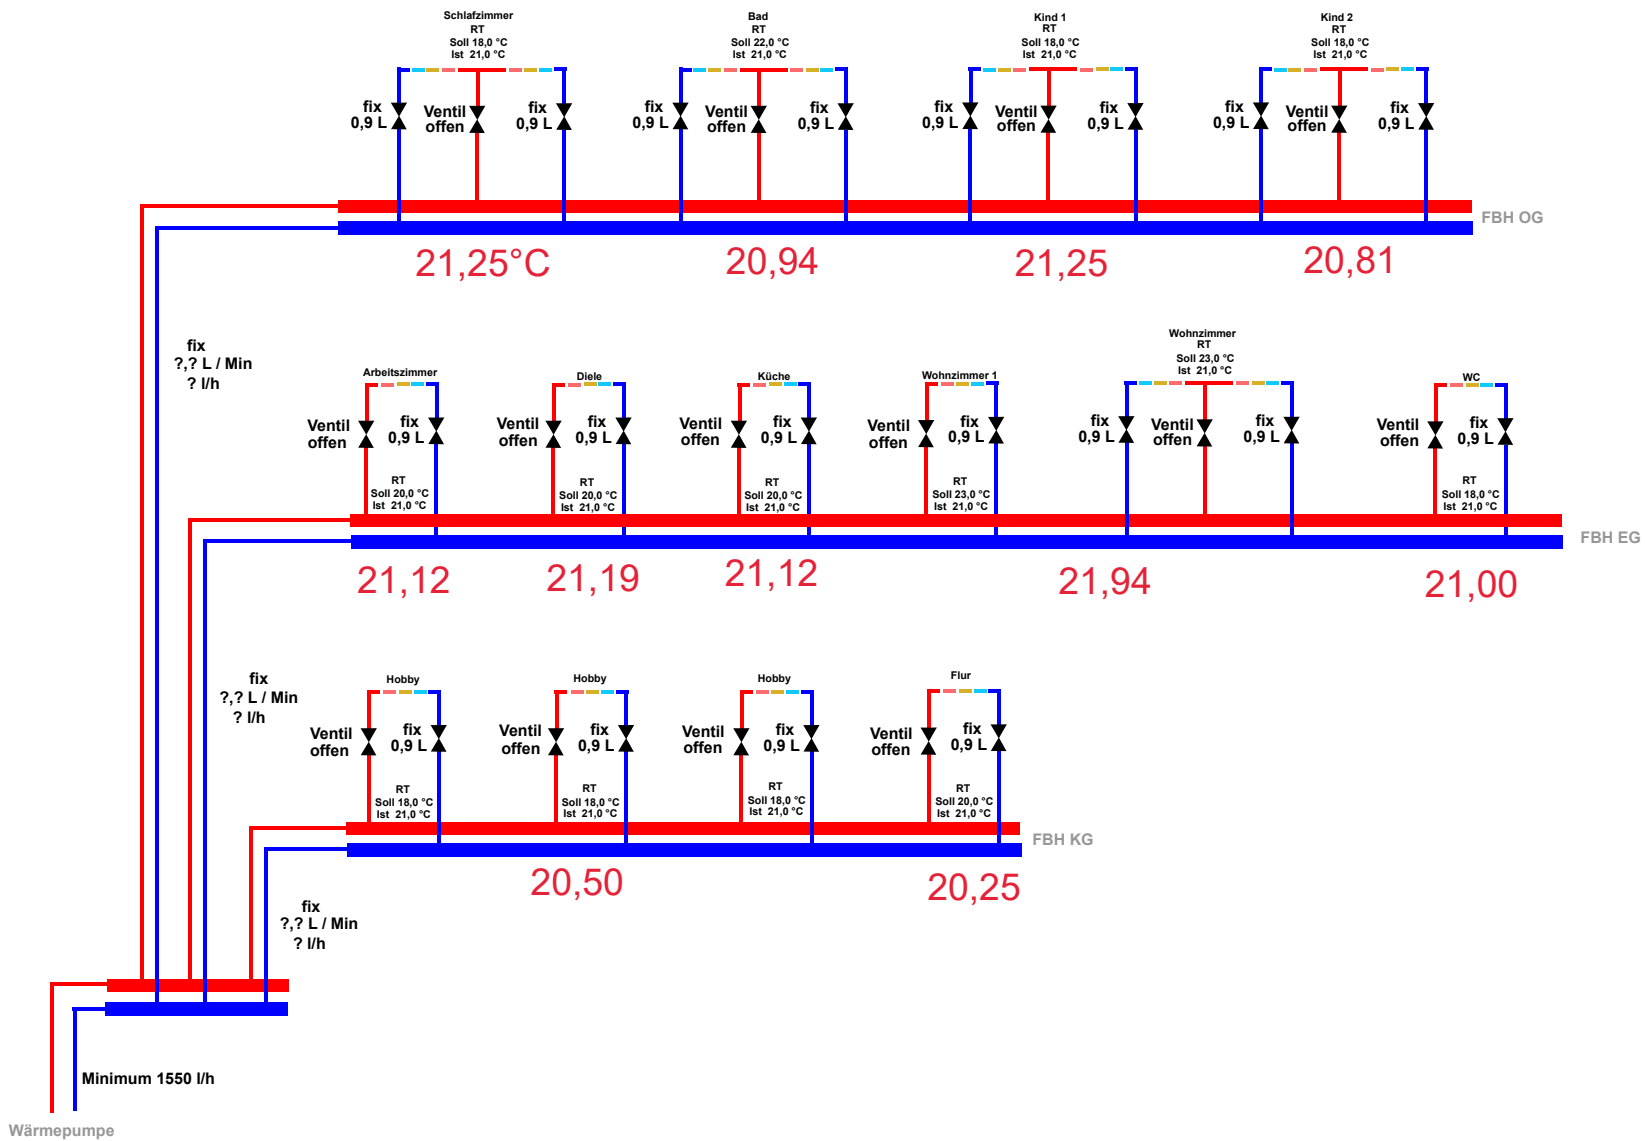 Schlafzimmer
RT
Soll 18,0 °C
Ist 21,0 °C
Bad
RT
Soll 22,0 °C
Ist 21,0 °C
Kind 1
RT
Soll 18,0 °C
Ist 21,0 °C
Kind 2
RT
Soll 18,0 °C
Ist 21,0 °C
fix
0,9 L
Ventil
offen
fix
0,9 L
fix
0,9 L
Ventil
offen
fix
0,9 L
fix
0,9 L
Ventil
offen
fix
0,9 L
fix
0,9 L
Ventil
offen
fix
0,9 L
FBH OG
21,25°C
20,94
21,25
20,81
fix
?,? L / Min
? l/h
Arbeitszimmer
Diele
Küche
Wohnzimmer 1
Wohnzimmer
RT
Soll 23,0 °C
Ist 21,0 °C
WC
Ventil
offen
fix
0,9 L
Ventil
offen
fix
0,9 L
Ventil
offen
fix
0,9 L
Ventil
offen
fix
0,9 L
fix
0,9 L
Ventil
offen
fix
0,9 L
Ventil
offen
fix
0,9 L
RT
Soll 20,0 °C
Ist 21,0 °C
RT
Soll 20,0 °C
Ist 21,0 °C
RT
Soll 20,0 °C
Ist 21,0 °C
RT
Soll 23,0 °C
Ist 21,0 °C
RT
Soll 18,0 °C
Ist 21,0 °C
FBH EG
21,12
21,19
21,12
21,94
21,00
fix
?,? L / Min
? l/h
Hobby
Hobby
Hobby
Flur
Ventil
offen
fix
0,9 L
Ventil
offen
fix
0,9 L
Ventil
offen
fix
0,9 L
Ventil
offen
fix
0,9 L
RT
Soll 18,0 °C
Ist 21,0 °C
RT
Soll 18,0 °C
Ist 21,0 °C
RT
Soll 18,0 °C
Ist 21,0 °C
RT
Soll 20,0 °C
Ist 21,0 °C
FBH KG
20,50
20,25
fix
?,? L / Min
? l/h
Minimum 1550 l/h
Wärmepumpe